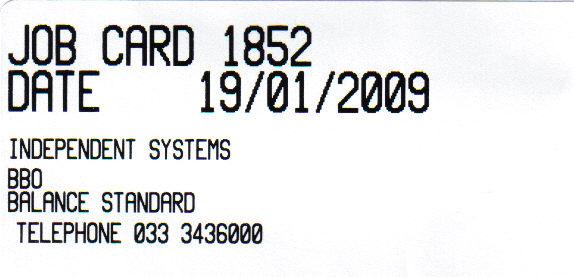 JOB CARD 1852
DATE 19/01/2009
INDEPENDENT SYSTEMS
BBO
BALANCE STANDARD
TELEPHONE 033 3436000